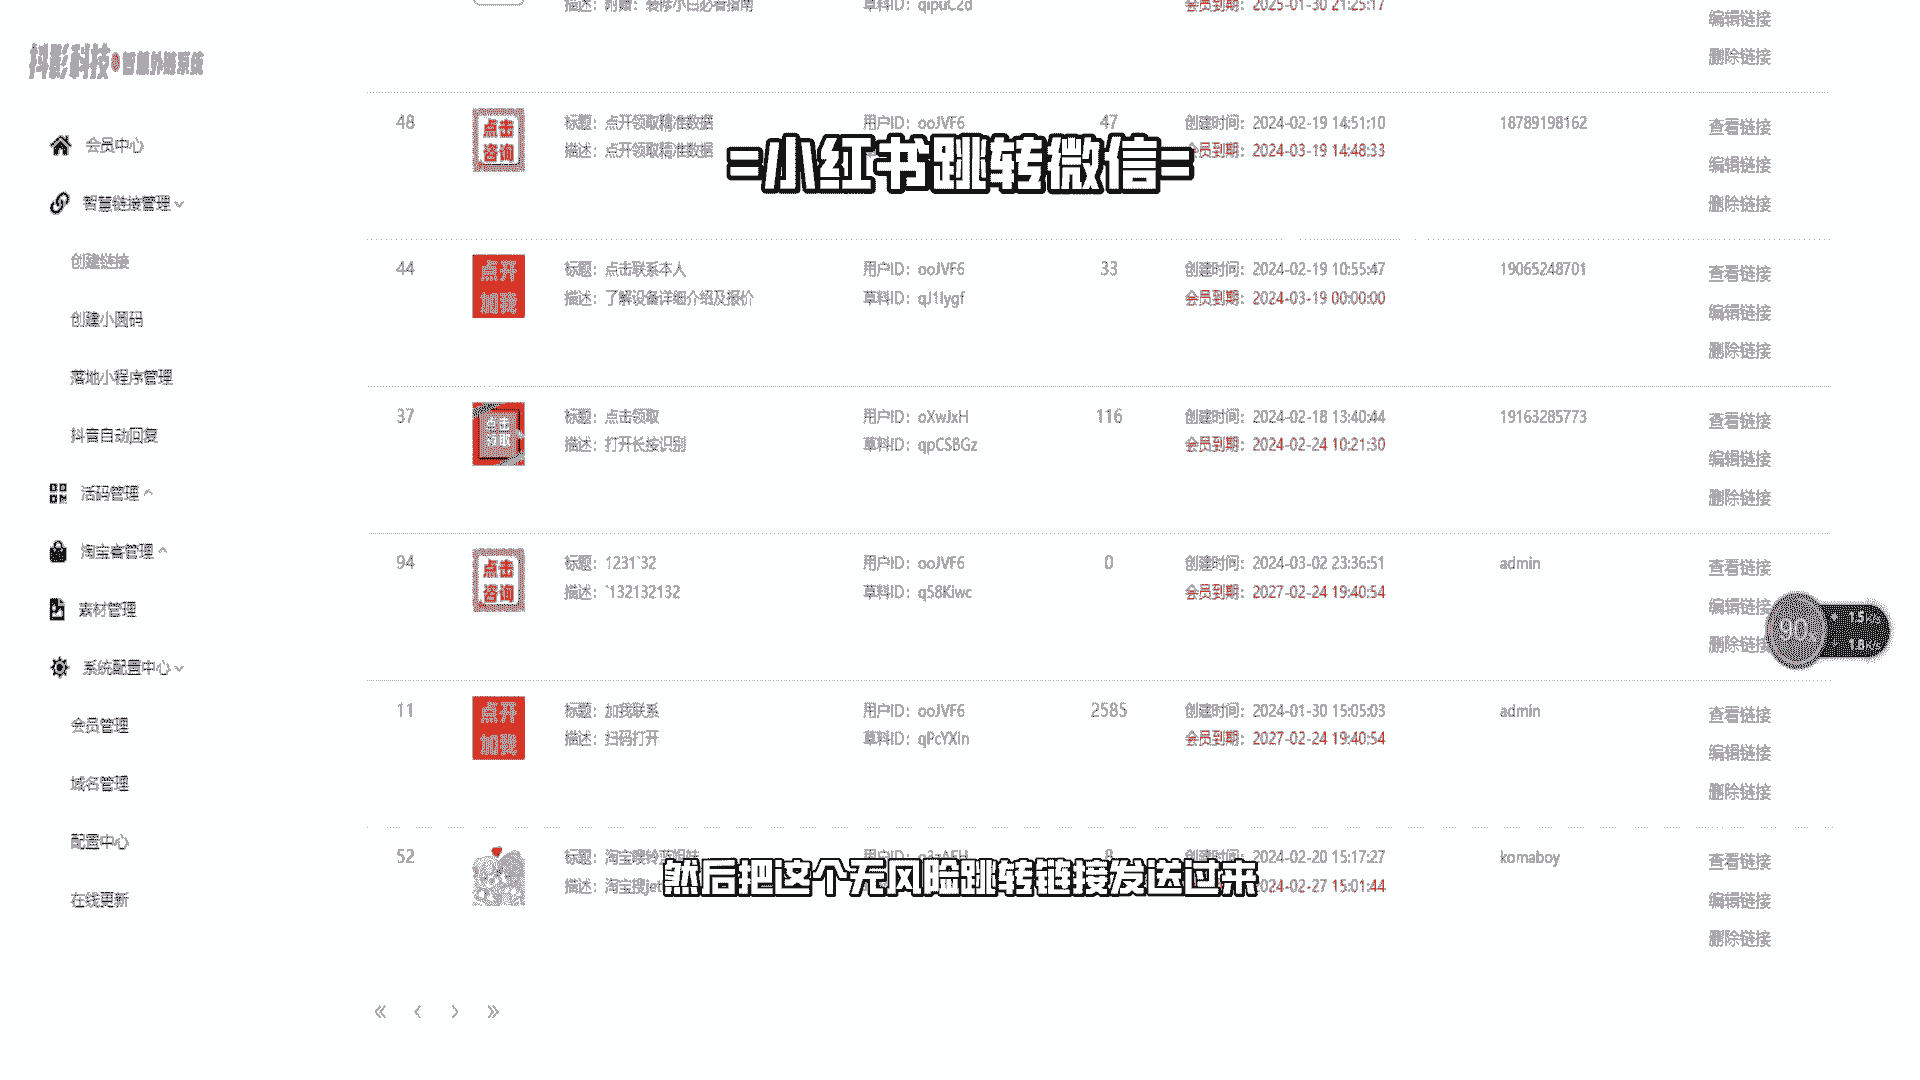 描述：附赠：装修小白必看指南
草料ID：qipuC2d
会员到期：2025-01-30 21:25:17
编辑链接
删除链接
抖影科技 智慧外链系统
会员中心
智慧链接管理
创建链接
创建小圆码
落地小程序管理
抖音自动回复
活码管理
淘宝客管理
素材管理
系统配置中心
会员管理
域名管理
配置中心
在线更新
=小红书跳转微信=
48
点击咨询
标题：点开领取精准数据
描述：点开领取精准数据
用户ID：ooJVF6
47
创建时间：2024-02-19 14:51:10
会员到期：2024-03-19 14:48:33
18789198162
查看链接
编辑链接
删除链接
44
点开加我
标题：点击联系本人
描述：了解设备详细介绍及报价
用户ID：ooJVF6
草料ID：qJ1Iygf
33
创建时间：2024-02-19 10:55:47
会员到期：2024-03-19 00:00:00
19065248701
查看链接
编辑链接
删除链接
37
点击领取
标题：点击领取
描述：打开长按识别
用户ID：oXwJxH
草料ID：qpCSBGz
116
创建时间：2024-02-18 13:40:44
会员到期：2024-02-24 10:21:30
19163285773
查看链接
编辑链接
删除链接
94
点击咨询
标题：1231`32
描述：`132132132
用户ID：ooJVF6
草料ID：q58Kiwc
0
创建时间：2024-03-02 23:36:51
会员到期：2027-02-24 19:40:54
admin
查看链接
编辑链接
删除链接
90
1.5K/s
1.0K/s
11
点开加我
标题：加我联系
描述：扫码打开
用户ID：ooJVF6
草料ID：qPcYXln
2585
创建时间：2024-01-30 15:05:03
会员到期：2027-02-24 19:40:54
admin
查看链接
编辑链接
删除链接
52
标题：淘宝搜铃蓝姐妹
描述：淘宝搜jet
用户ID：o3zAFH
8
创建时间：2024-02-20 15:17:27
2024-02-27 15:01:44
komaboy
查看链接
编辑链接
删除链接
然后把这个无风险跳转链接发送过来
« ‹ › »